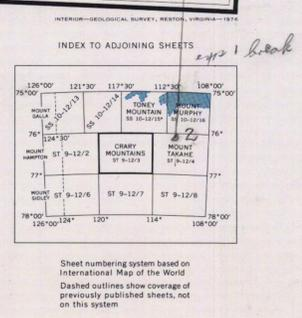 INTERIOR—GEOLOGICAL SURVEY, RESTON, VIRGINIA—1976
INDEX TO ADJOINING SHEETS
exp 1 break
126°00' 121°30' 117°30' 112°30' 108°00'
75°00' 75°00'
MOUNT GALLA SS 10-12/13 SS 10-12/14 TONEY MOUNTAIN SS 10-12/15* MOUNT MURPHY SS 10-12/16
76° 76°
124°30' 2
MOUNT HAMPTON ST 9-12/2 CRARY MOUNTAINS ST 9-12/3 MOUNT TAKAHE ST 9-12/4
77° 77°
MOUNT SIDLEY ST 9-12/6 ST 9-12/7 ST 9-12/8
78°00' 78°00'
126°00' 124° 120° 114° 108°00'
Sheet numbering system based on
International Map of the World
Dashed outlines show coverage of
previously published sheets, not
on this system